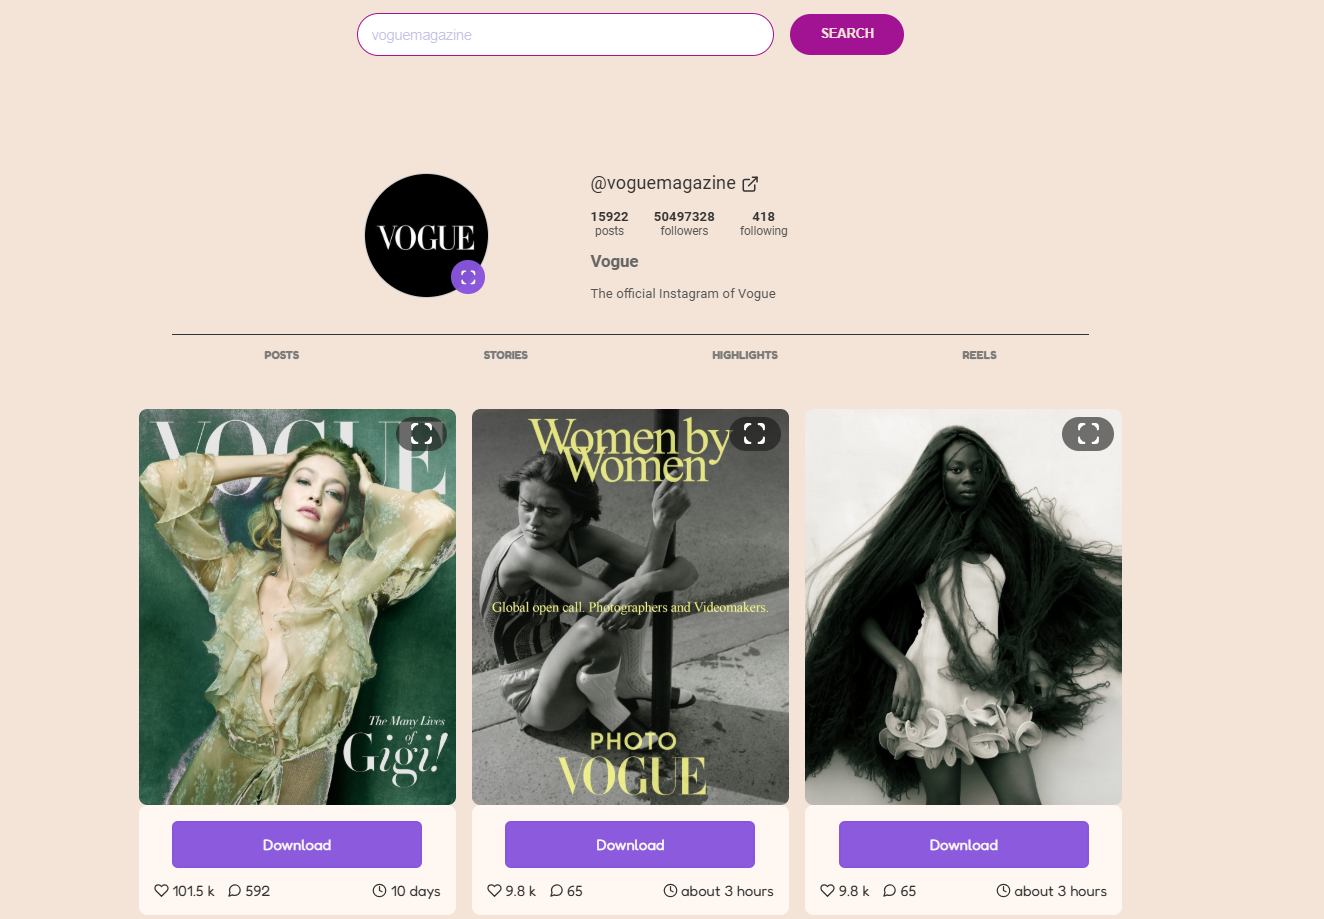 voguemagazine
SEARCH
VOGUE
@voguemagazine
15922 50497328 418
posts followers following
Vogue
The official Instagram of Vogue
POSTS STORIES HIGHLIGHTS REELS
VOGUE
The Many Lives
of
Gigi!
Women by
Women
Global open call. Photographers and Videomakers.
PHOTO
VOGUE
Download Download Download
101.5 k 592 10 days 9.8 k 65 about 3 hours 9.8 k 65 about 3 hours